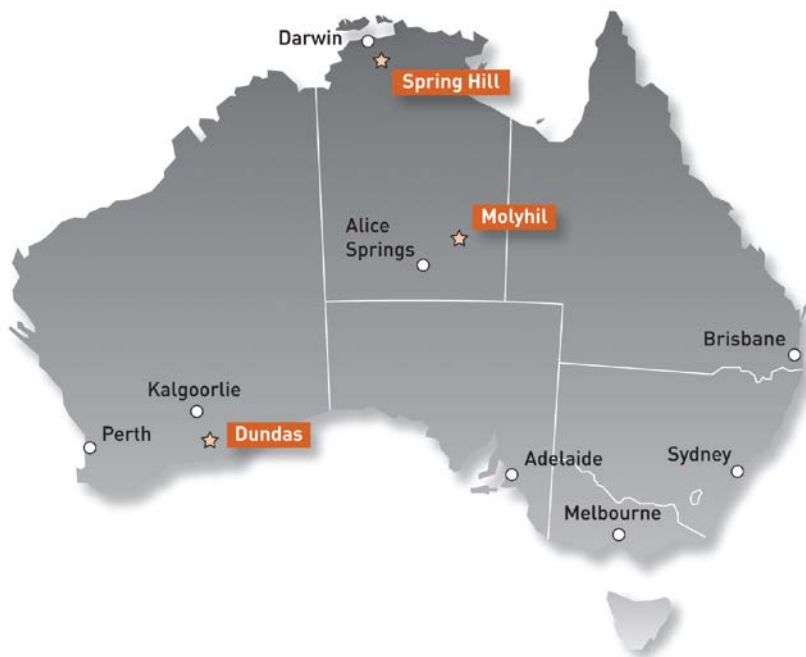 Darwin
Spring Hill
Molyhil
Alice
Springs
Brisbane
Kalgoorlie
Dundas
Perth
Adelaide
Sydney
Melbourne